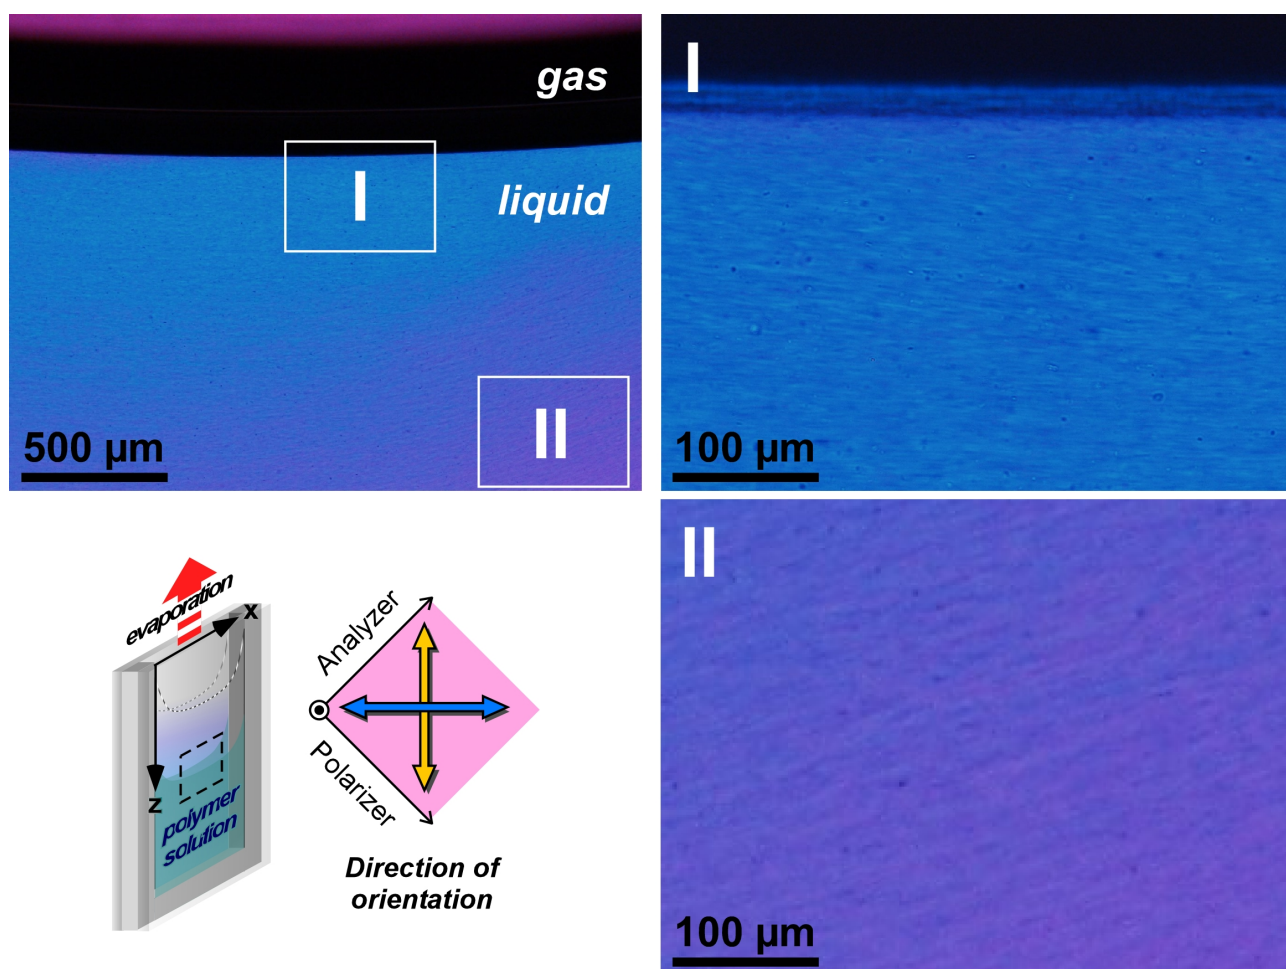 gas
I
liquid
II
500 µm
I
100 µm
evaporation
x
z
polymer
solution
Analyzer
Polarizer
Direction of
orientation
II
100 µm